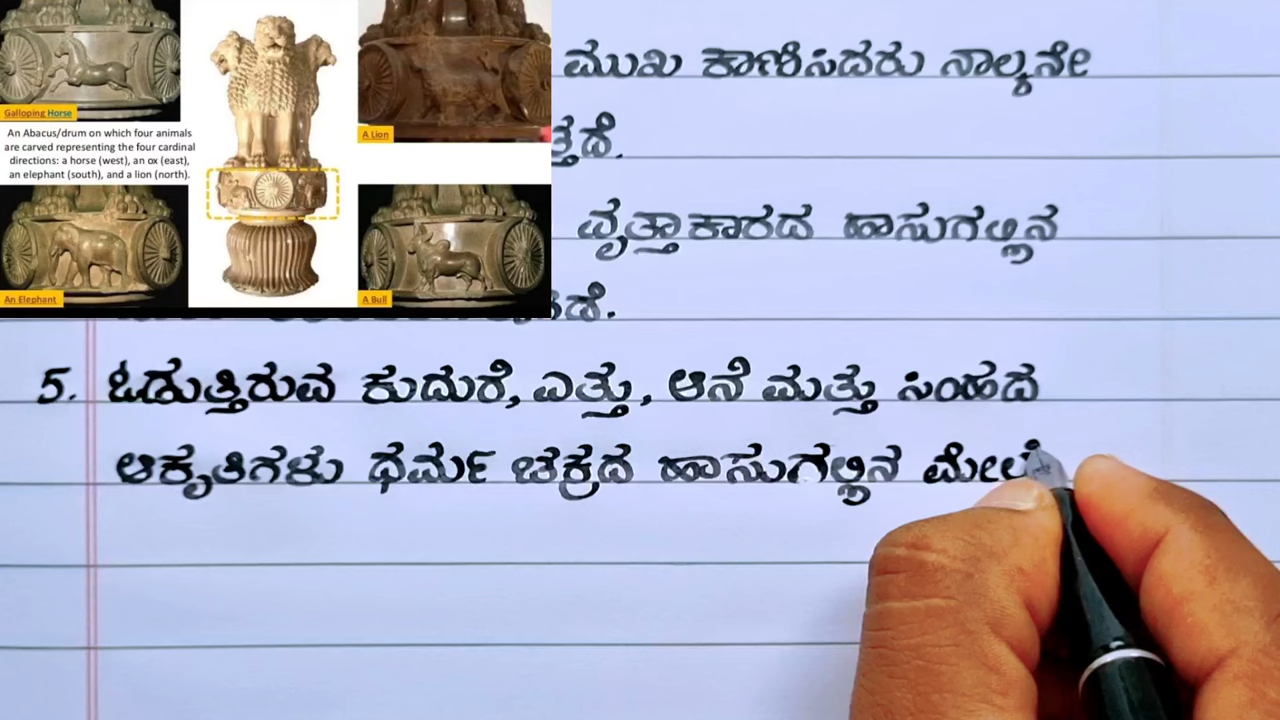 Galloping Horse
An Abacus/drum on which four animals
are carved representing the four cardinal
directions: a horse (west), an ox (east),
an elephant (south), and a lion (north).
A Lion
An Elephant
A Bull
ಮುಖ ಕಾಣಿಸಿದರು ನಾಲ್ಕನೇ
ವೃತ್ತಾಕಾರದ ಹಾಸುಗಲ್ಲಿನ
5. ಓಡುತ್ತಿರುವ ಕುದುರೆ, ಎತ್ತು, ಆನೆ ಮತ್ತು ಸಿಂಹದ
ಆಕೃತಿಗಳು ಧರ್ಮ ಚಕ್ರದ ಹಾಸುಗಲ್ಲಿನ ಮೇಲೆ